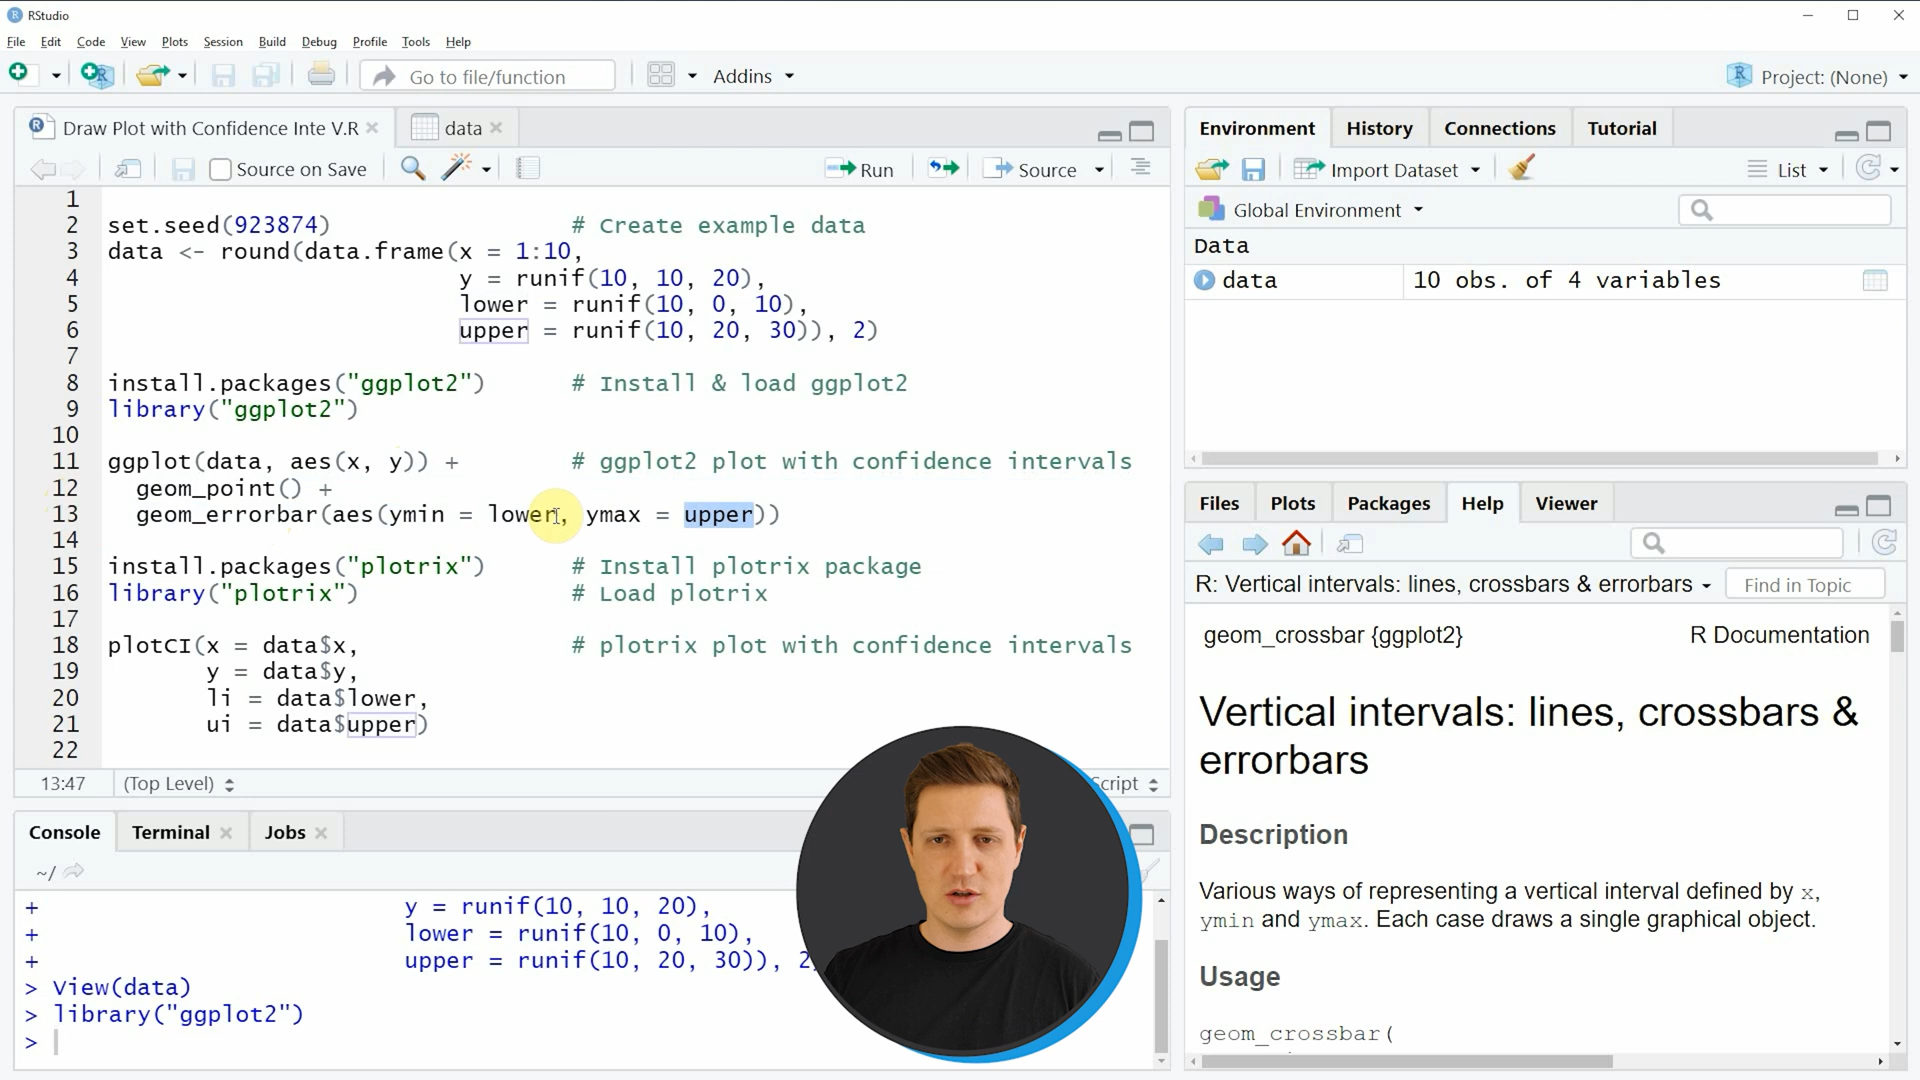 RStudio
File Edit Code View Plots Session Build Debug Profile Tools Help
Go to file/function Addins Project: (None)
Draw Plot with Confidence Inte V.R data
Source on Save Run Source
1
2 set.seed(923874) # Create example data
3 data <- round(data.frame(x = 1:10,
4 y = runif(10, 10, 20),
5 lower = runif(10, 0, 10),
6 upper = runif(10, 20, 30)), 2)
7
8 install.packages("ggplot2") # Install & load ggplot2
9 library("ggplot2")
10
11 ggplot(data, aes(x, y)) + # ggplot2 plot with confidence intervals
12 geom_point() +
13 geom_errorbar(aes(ymin = lower, ymax = upper))
14
15 install.packages("plotrix") # Install plotrix package
16 library("plotrix") # Load plotrix
17
18 plotCI(x = data$x, # plotrix plot with confidence intervals
19 y = data$y,
20 li = data$lower,
21 ui = data$upper)
22
13:47 (Top Level) Script
Console Terminal Jobs
~/
+ y = runif(10, 10, 20),
+ lower = runif(10, 0, 10),
+ upper = runif(10, 20, 30)), 2
> View(data)
> library("ggplot2")
>
Environment History Connections Tutorial
Import Dataset List
Global Environment
Data
data 10 obs. of 4 variables
Files Plots Packages Help Viewer
R: Vertical intervals: lines, crossbars & errorbars Find in Topic
geom_crossbar {ggplot2} R Documentation
Vertical intervals: lines, crossbars &
errorbars
Description
Various ways of representing a vertical interval defined by x,
ymin and ymax. Each case draws a single graphical object.
Usage
geom_crossbar(